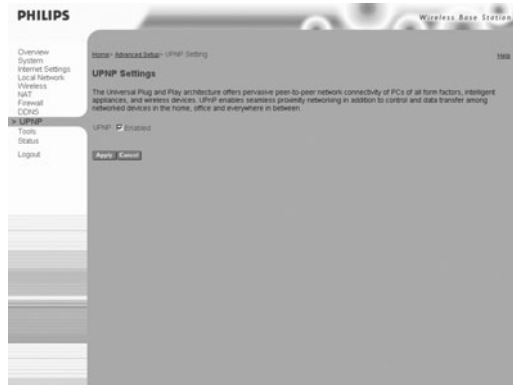 PHILIPS
Wireless Base Station
Overview
System
Internet Settings
Local Network
Wireless
NAT
Firewall
DDNS
> UPNP
Tools
Status
Logout
Home> Advanced Setup> UPNP Setting
Help
UPNP Settings
The Universal Plug and Play architecture offers pervasive peer-to-peer network connectivity of PCs of all form factors, intelligent
appliances, and wireless devices. UPnP enables seamless proximity networking in addition to control and data transfer among
networked devices in the home, office and everywhere in between.
UPNP: Enabled
Apply Cancel